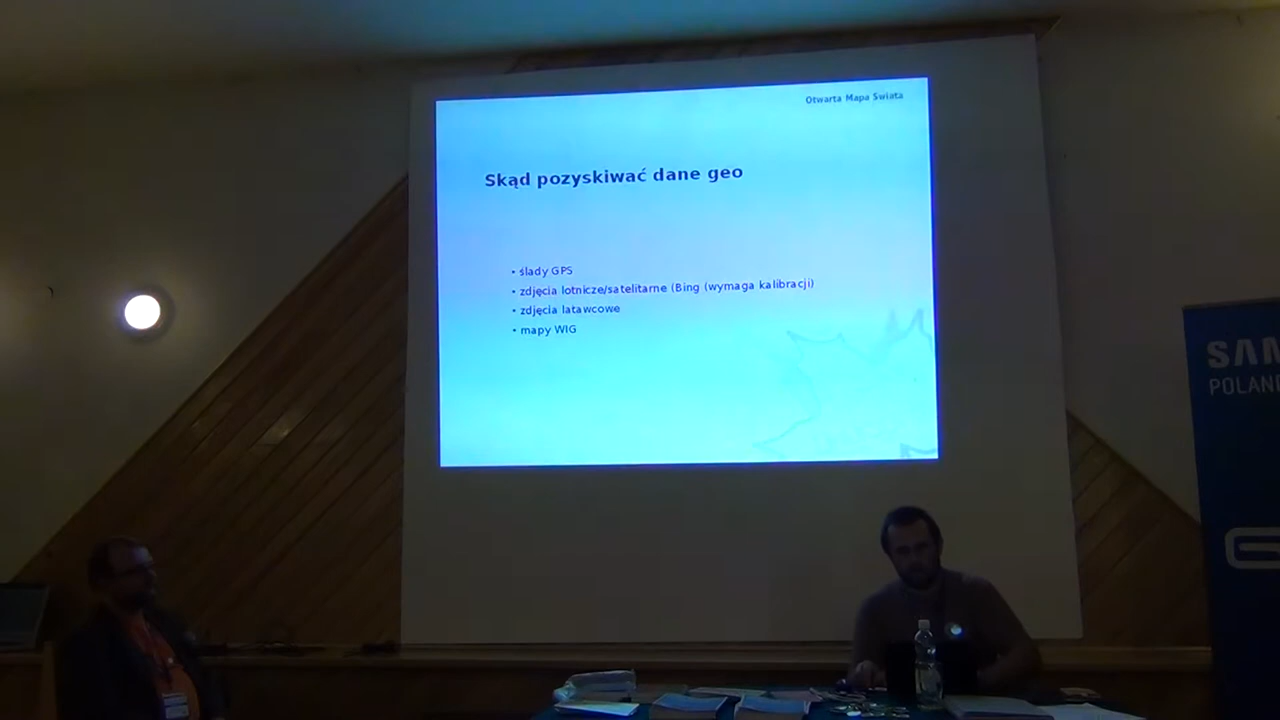 Otwarta Mapa Swiata
Skąd pozyskiwać dane geo
• ślady GPS
• zdjęcia lotnicze/satelitarne (Bing (wymaga kalibracji)
• zdjęcia latawcowe
• mapy WIG
SAM
POLAN